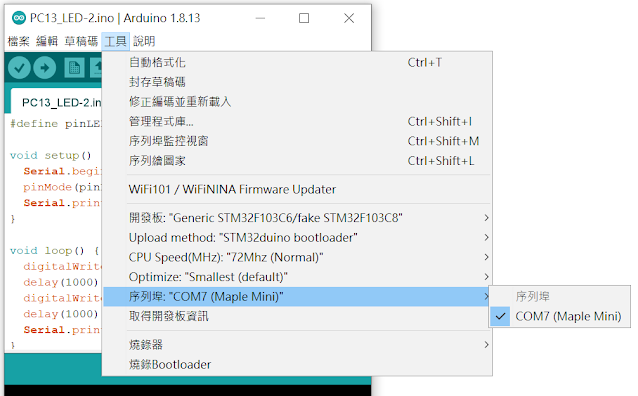 PC13_LED-2.ino | Arduino 1.8.13
檔案 編輯 草稿碼 工具 說明
PC13_LED-2.in
#define pinLE
void setup()
Serial.begi
pinMode(pin
Serial.prin
}
void loop() {
digitalWrite
delay(1000)
digitalWrite
delay(1000)
Serial.prin
}
自動格式化 Ctrl+T
封存草稿碼
修正編碼並重新載入
管理程式庫... Ctrl+Shift+I
序列埠監控視窗 Ctrl+Shift+M
序列繪圖家 Ctrl+Shift+L
WiFi101 / WiFiNINA Firmware Updater
開發板: "Generic STM32F103C6/fake STM32F103C8"
Upload method: "STM32duino bootloader"
CPU Speed(MHz): "72Mhz (Normal)"
Optimize: "Smallest (default)"
序列埠: "COM7 (Maple Mini)"
取得開發板資訊
燒錄器
燒錄Bootloader
序列埠
COM7 (Maple Mini)